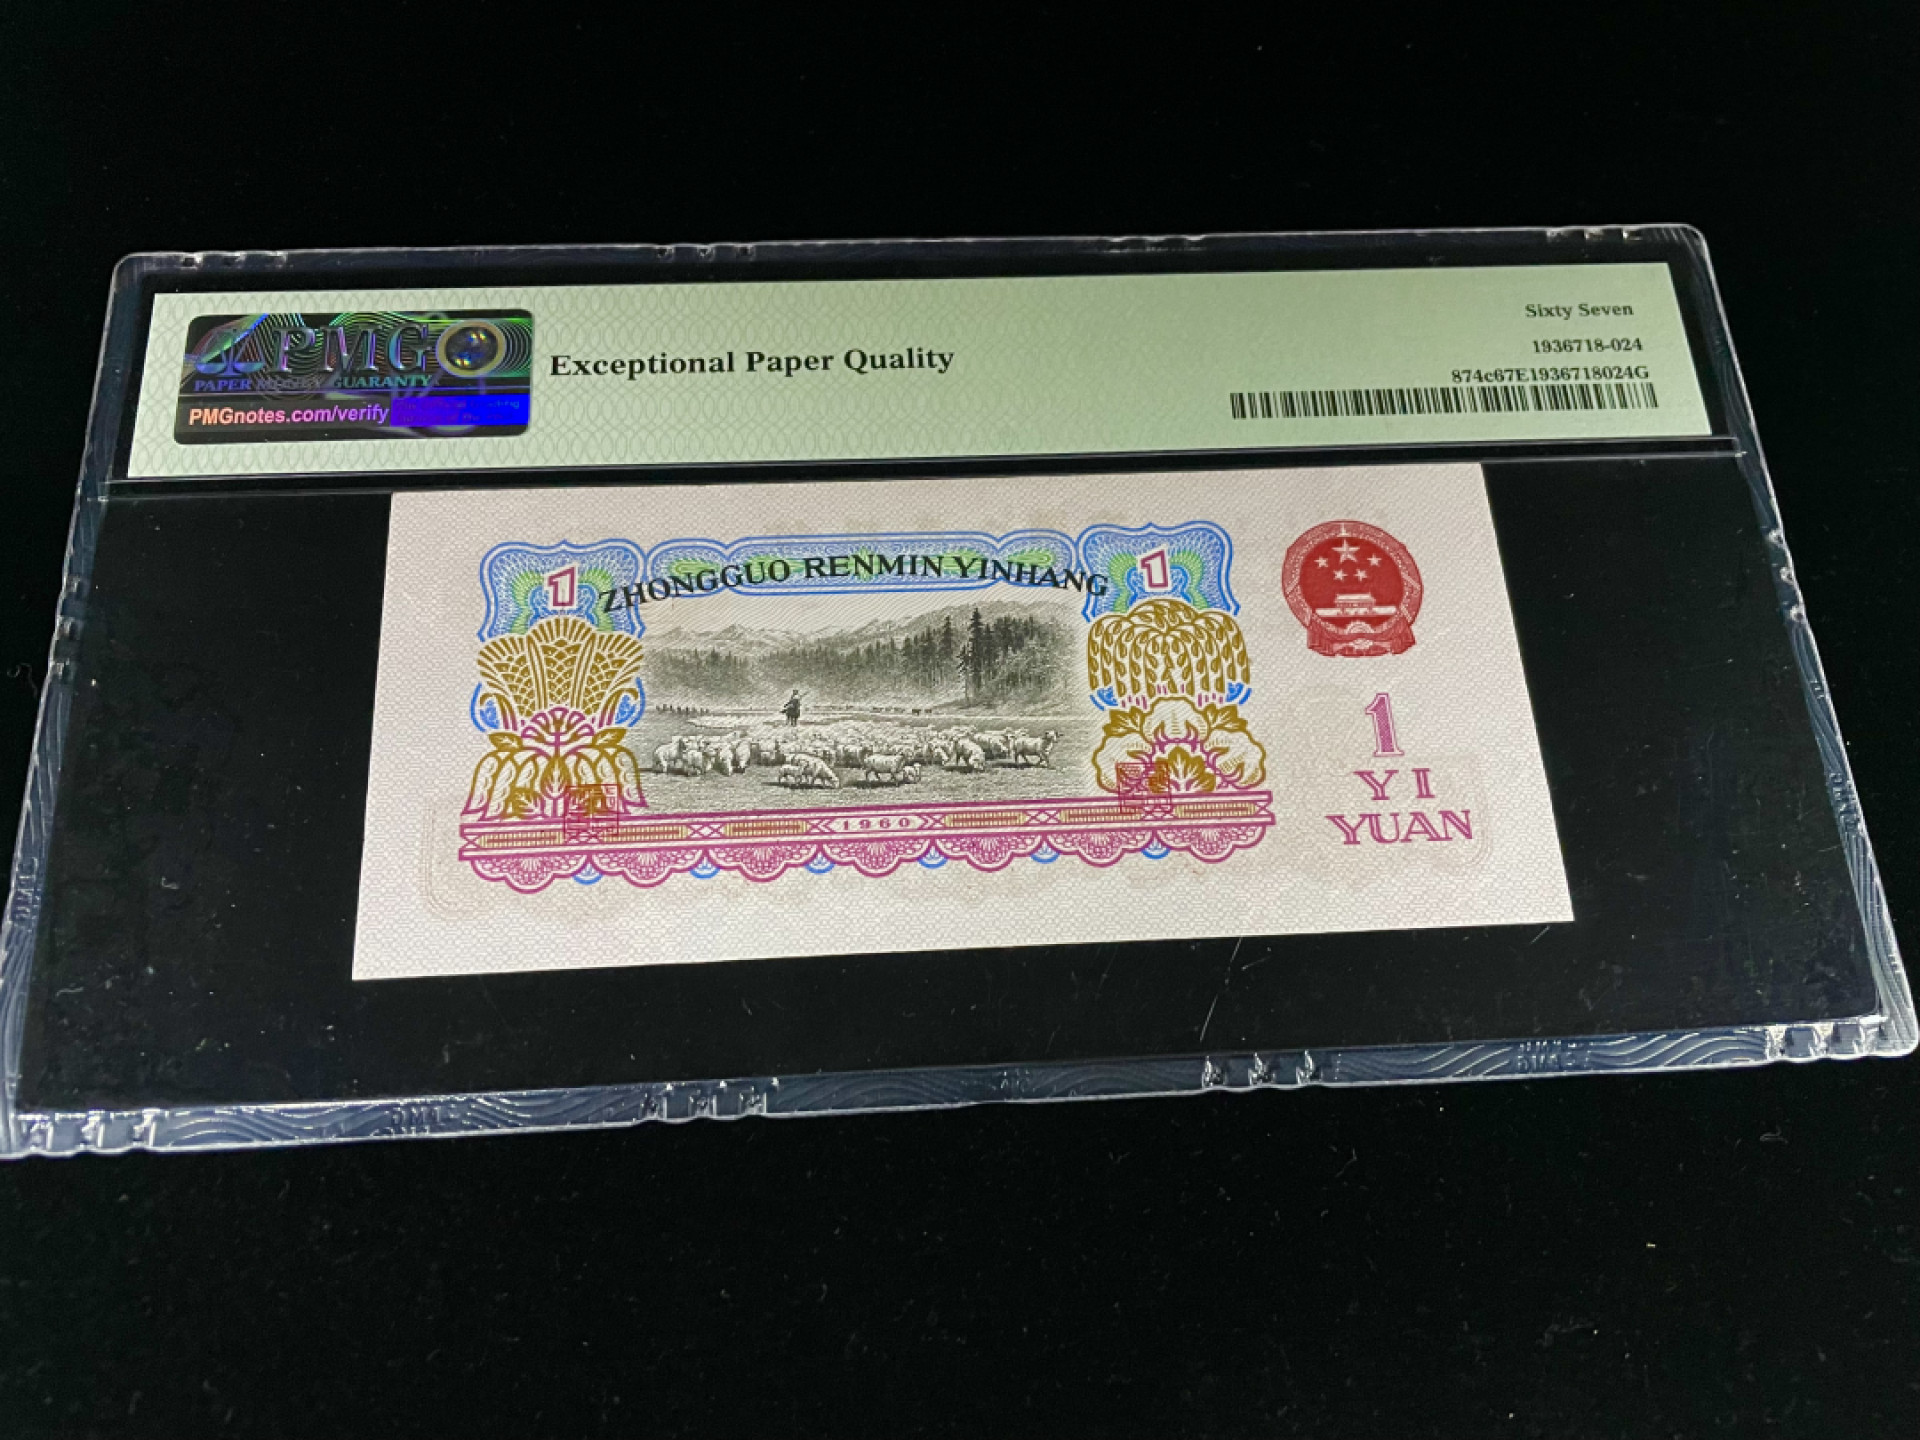 PMG
PAPER MONEY GUARANTY
PMGnotes.com/verify
Exceptional Paper Quality
Sixty Seven
1936718-024
874c67E1936718024G
1 ZHONGGUO RENMIN YINHANG 1
1960
1
YI
YUAN